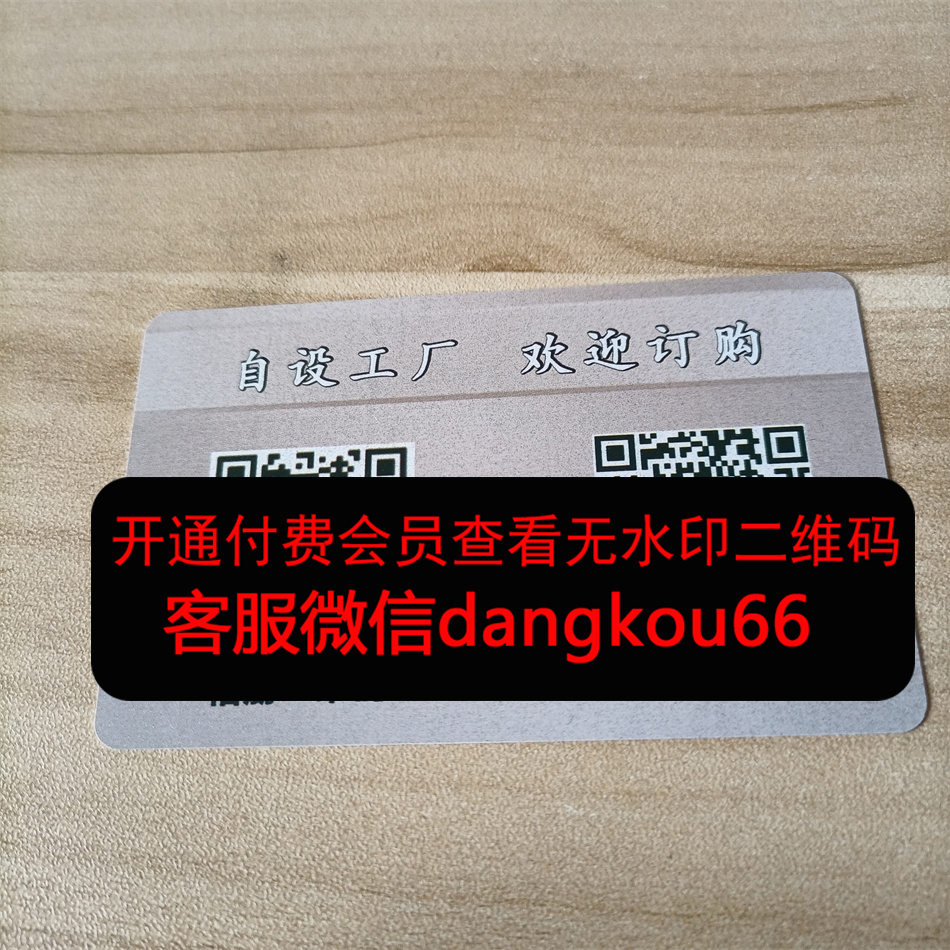 自设工厂 欢迎订购
开通付费会员查看无水印二维码
客服微信dangkou66